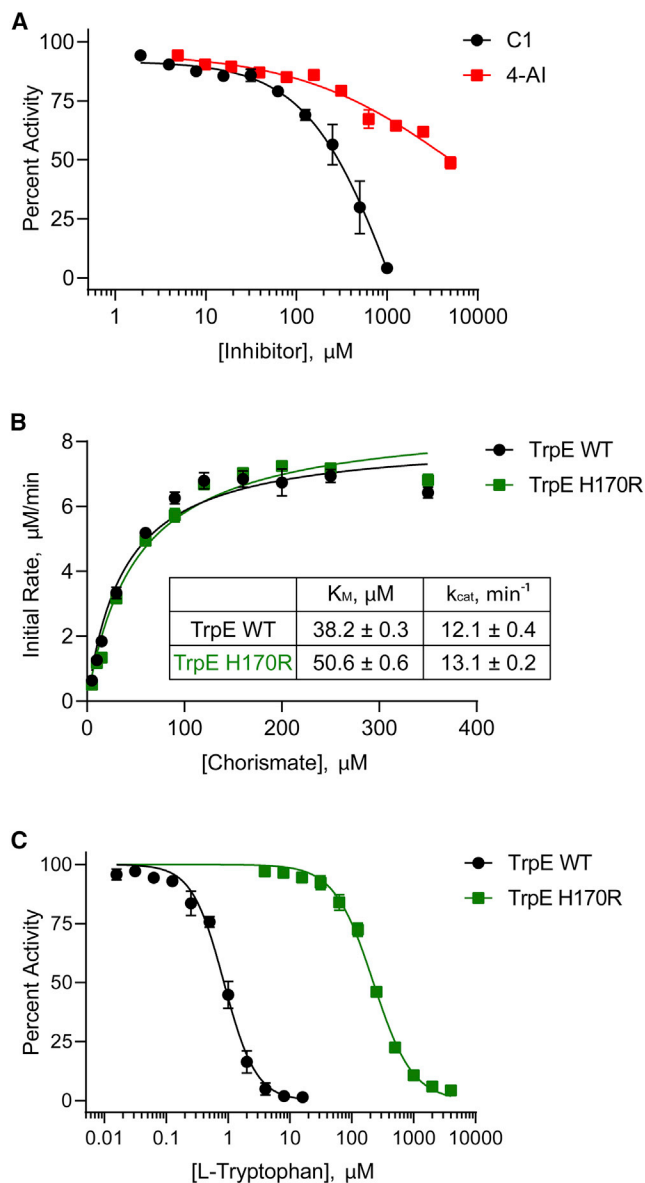 A
C1
4-AI
Percent Activity
100
75
50
25
0
1 10 100 1000 10000
[Inhibitor], µM
B
TrpE WT
TrpE H170R
Initial Rate, µM/min
8
6
4
2
0
K_M, µM k_cat, min⁻¹
TrpE WT 38.2 ± 0.3 12.1 ± 0.4
TrpE H170R 50.6 ± 0.6 13.1 ± 0.2
0 100 200 300 400
[Chorismate], µM
C
TrpE WT
TrpE H170R
Percent Activity
100
75
50
25
0
0.01 0.1 1 10 100 1000 10000
[L-Tryptophan], µM